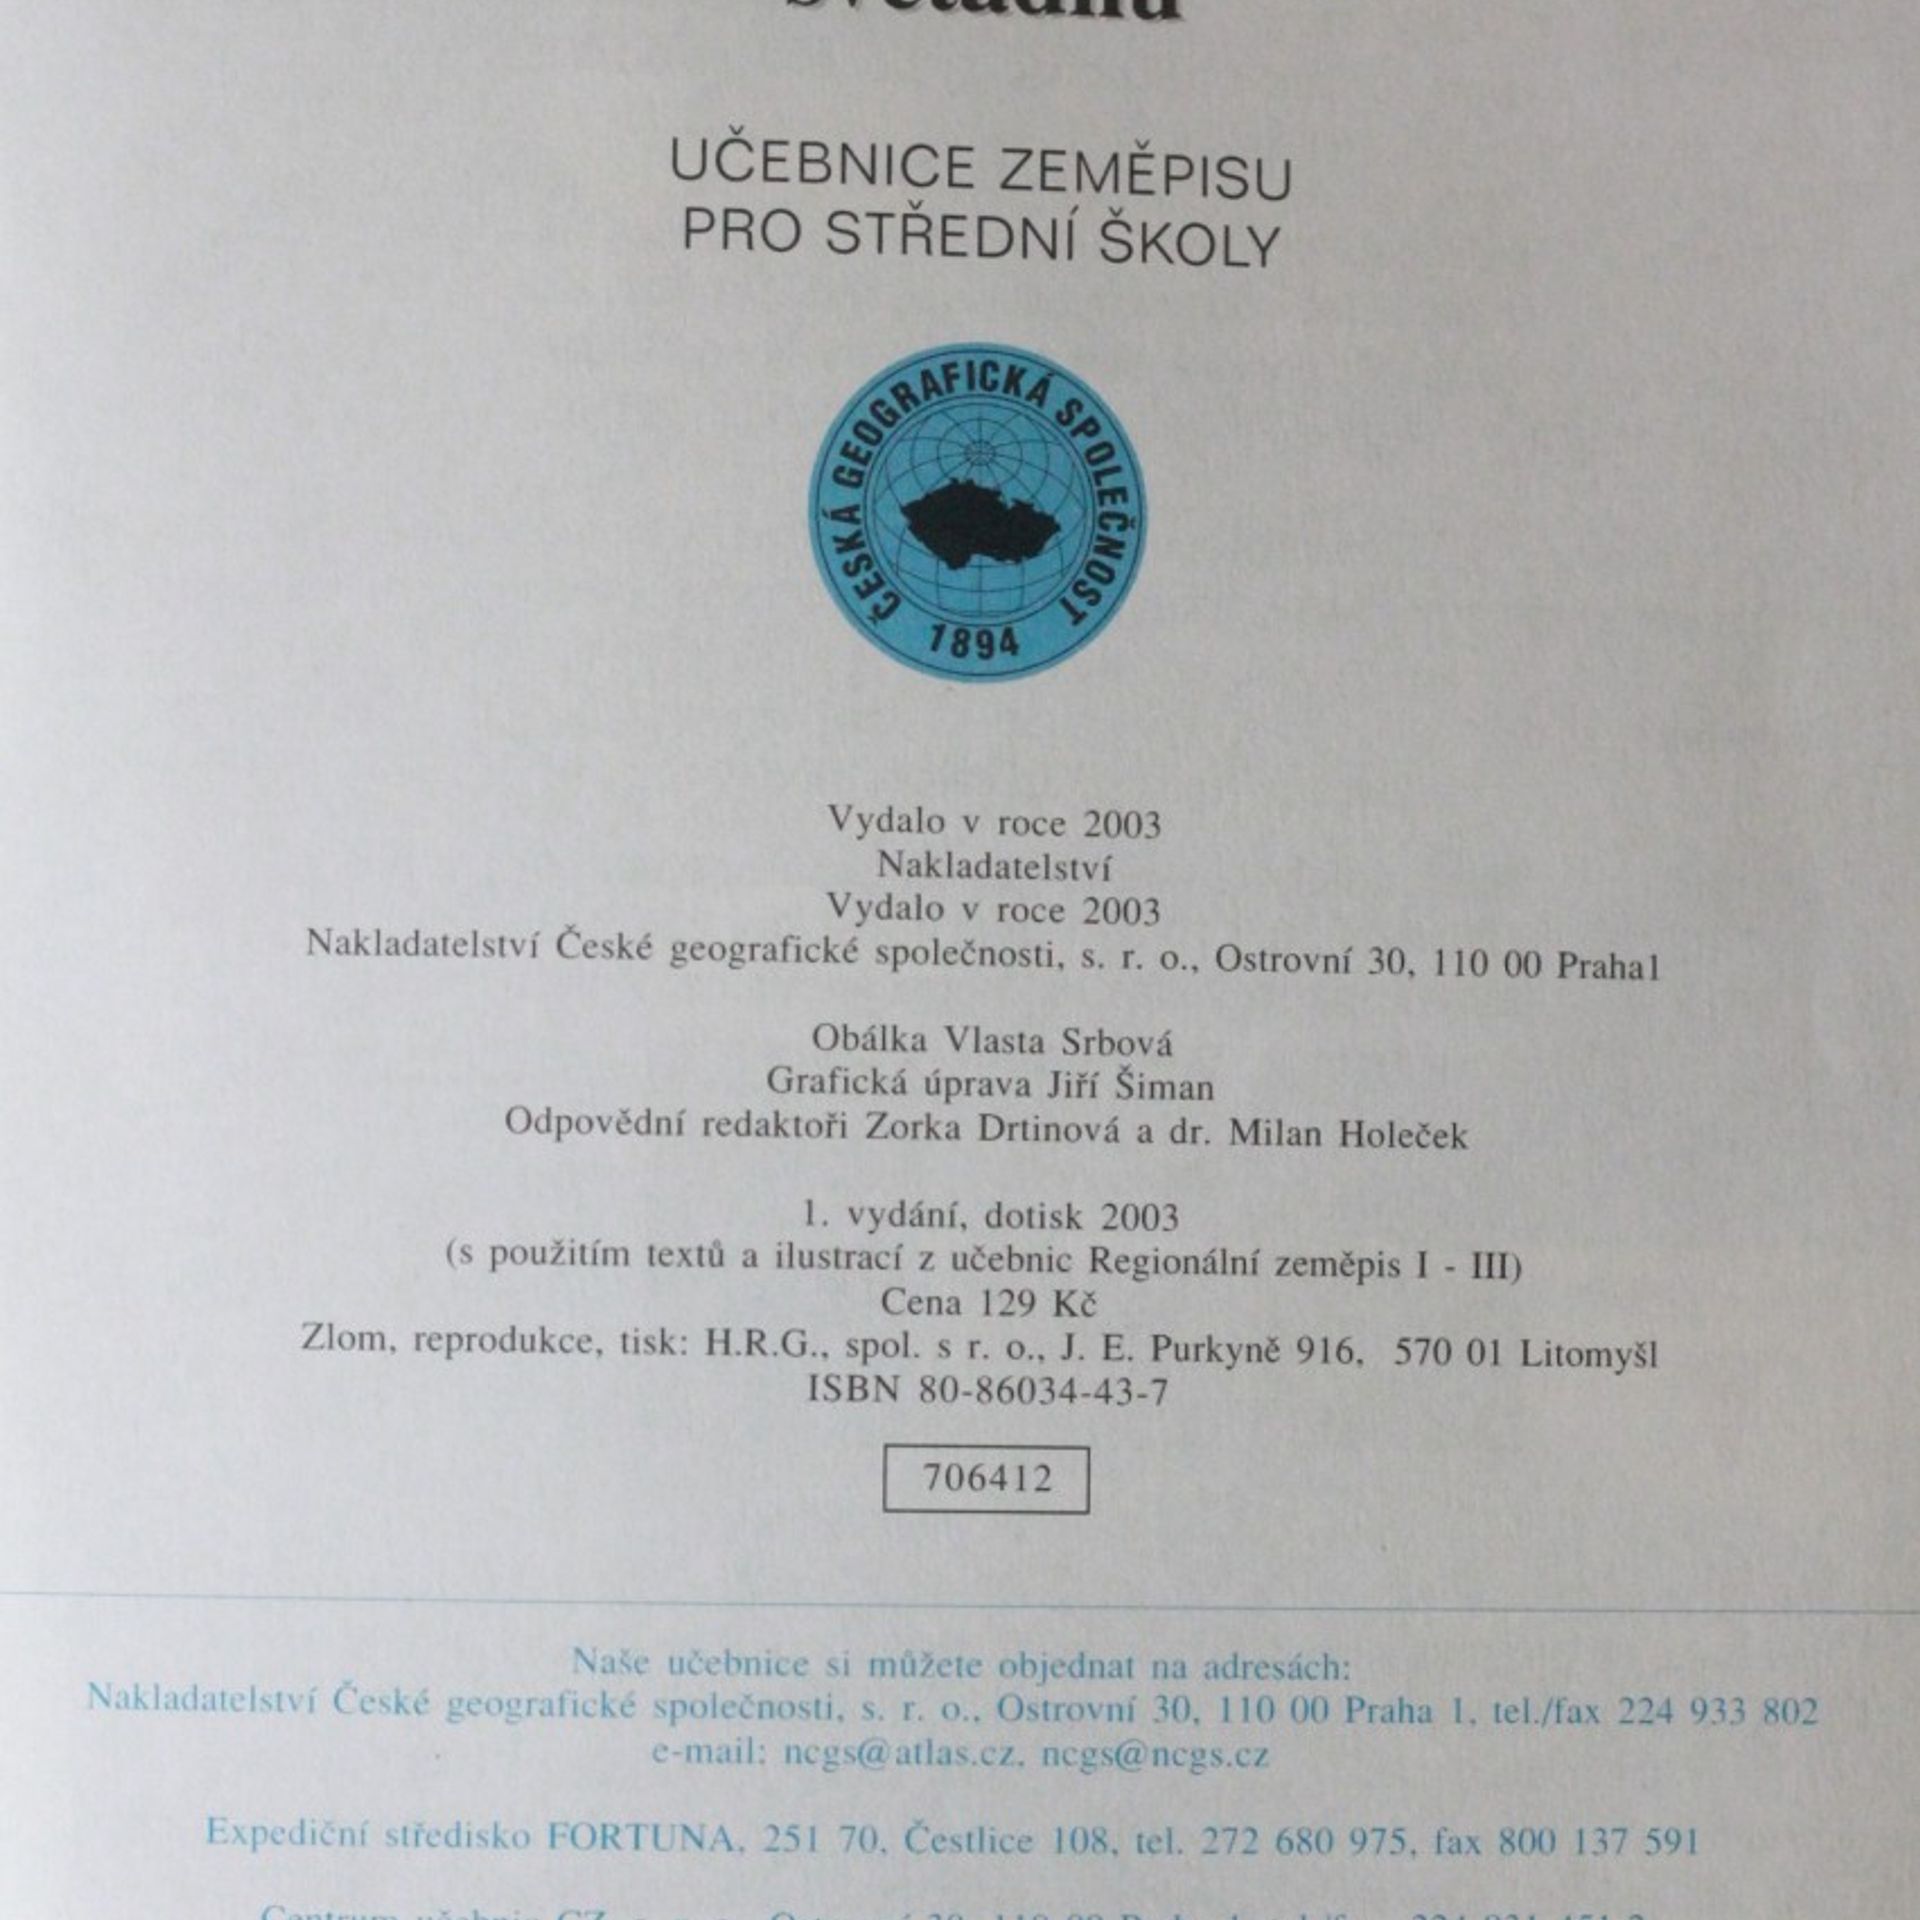 světadílů
UČEBNICE ZEMĚPISU
PRO STŘEDNÍ ŠKOLY
ČESKÁ GEOGRAFICKÁ SPOLEČNOST
1894
Vydalo v roce 2003
Nakladatelství
Vydalo v roce 2003
Nakladatelství České geografické společnosti, s. r. o., Ostrovní 30, 110 00 Praha1
Obálka Vlasta Srbová
Grafická úprava Jiří Šiman
Odpovědní redaktoři Zorka Drtinová a dr. Milan Holeček
1. vydání, dotisk 2003
(s použitím textů a ilustrací z učebnic Regionální zeměpis I - III)
Cena 129 Kč
Zlom, reprodukce, tisk: H.R.G., spol. s r. o., J. E. Purkyně 916, 570 01 Litomyšl
ISBN 80-86034-43-7
706412
Naše učebnice si můžete objednat na adresách:
Nakladatelství České geografické společnosti, s. r. o., Ostrovní 30, 110 00 Praha 1, tel./fax 224 933 802
e-mail: ncgs@atlas.cz, ncgs@ncgs.cz
Expediční středisko FORTUNA, 251 70, Čestlice 108, tel. 272 680 975, fax 800 137 591